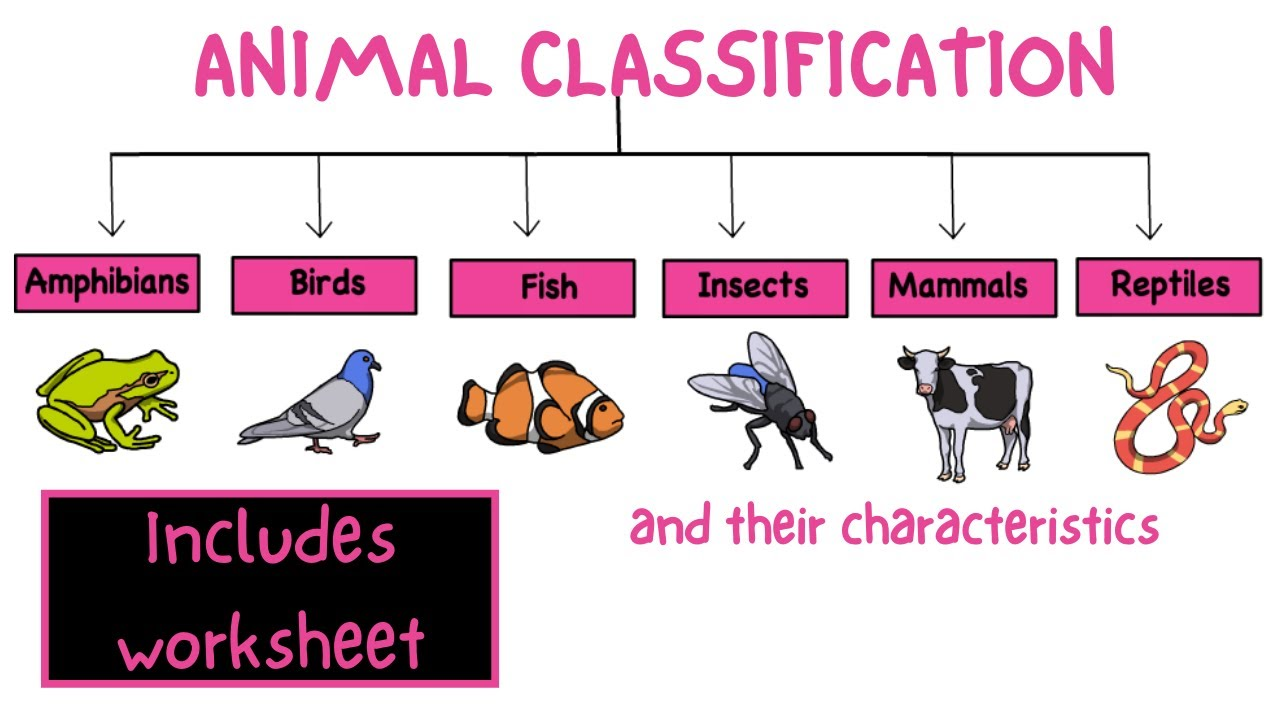 ANIMAL CLASSIFICATION
Amphibians
Birds
Fish
Insects
Mammals
Reptiles
Includes
worksheet
and their characteristics